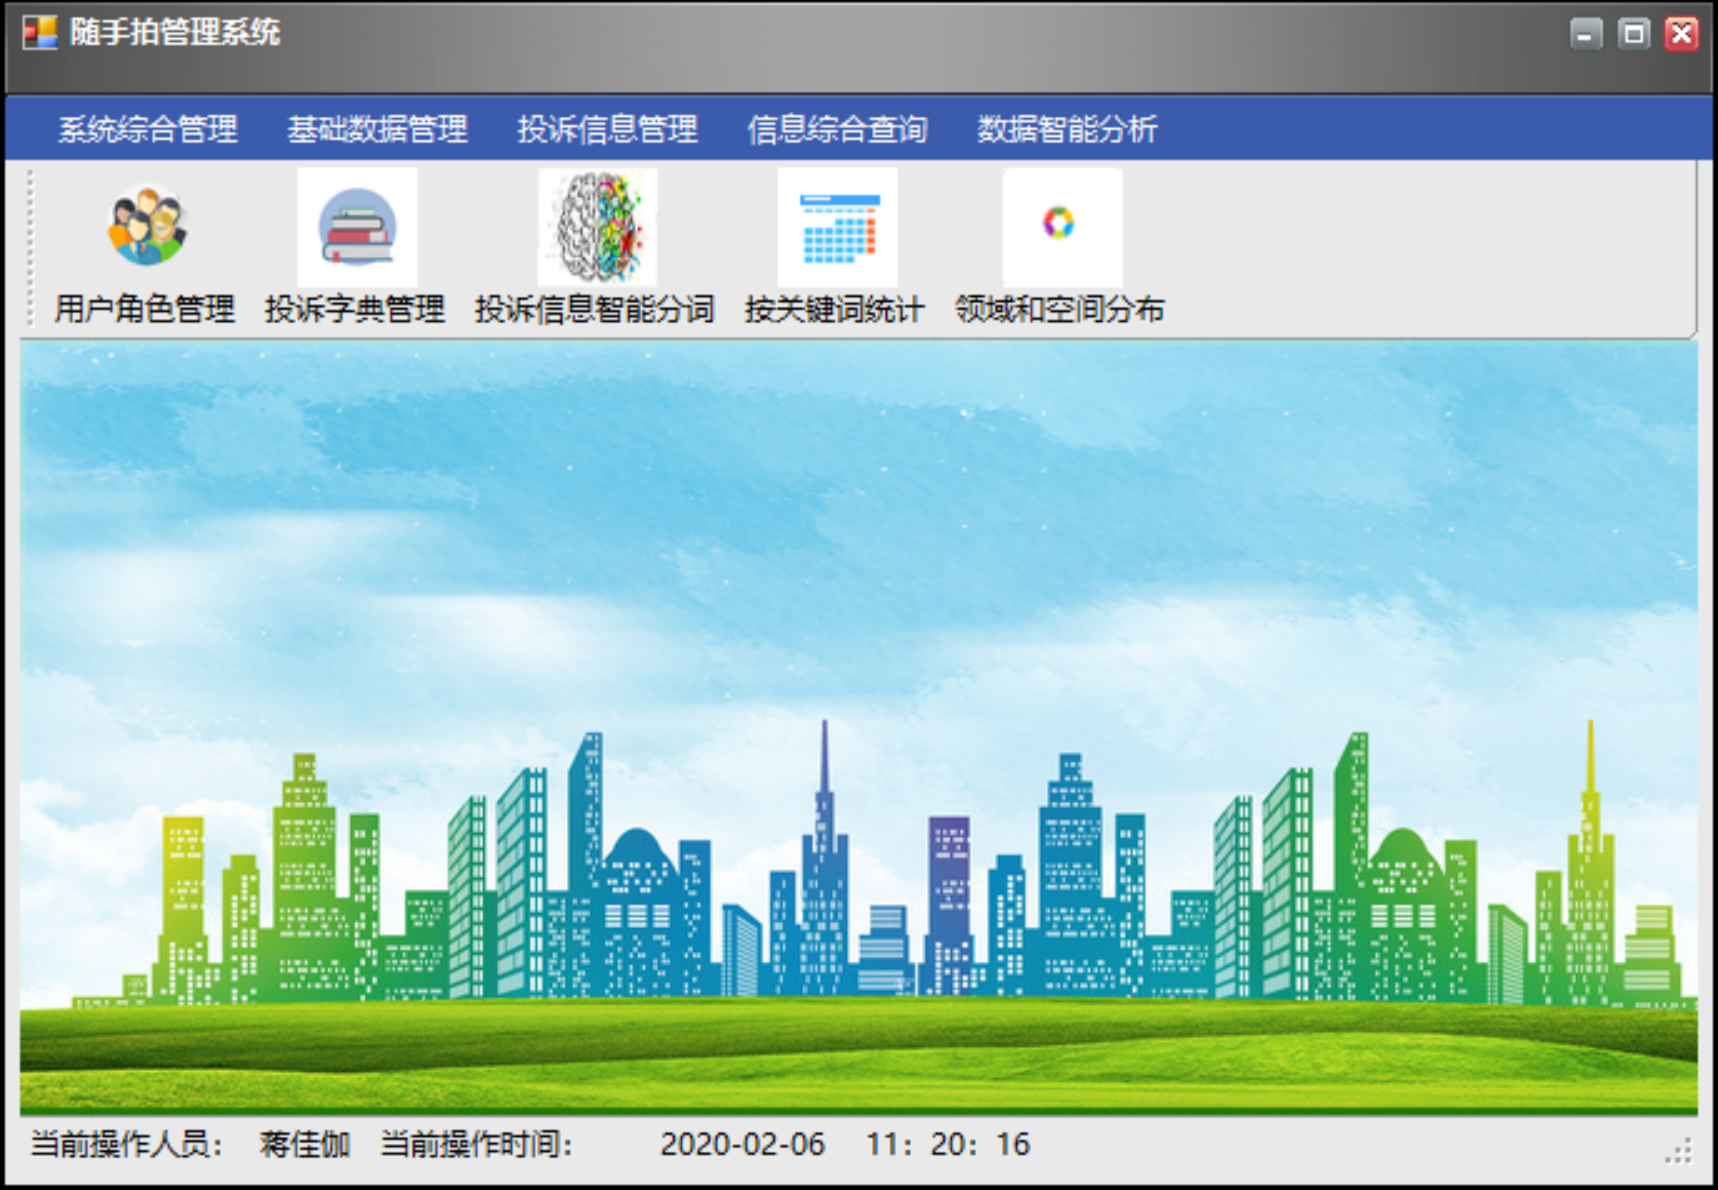 随手拍管理系统
系统综合管理 基础数据管理 投诉信息管理 信息综合查询 数据智能分析
用户角色管理 投诉字典管理 投诉信息智能分词 按关键词统计 领域和空间分布
当前操作人员： 蒋佳伽 当前操作时间： 2020-02-06 11：20：16